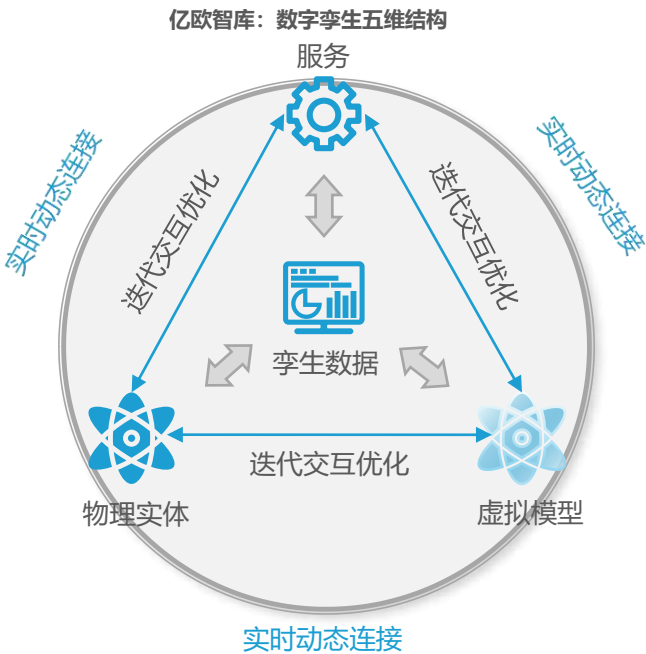 亿欧智库：数字孪生五维结构
服务
实时动态连接
实时动态连接
迭代交互优化
迭代交互优化
孪生数据
迭代交互优化
物理实体
虚拟模型
实时动态连接